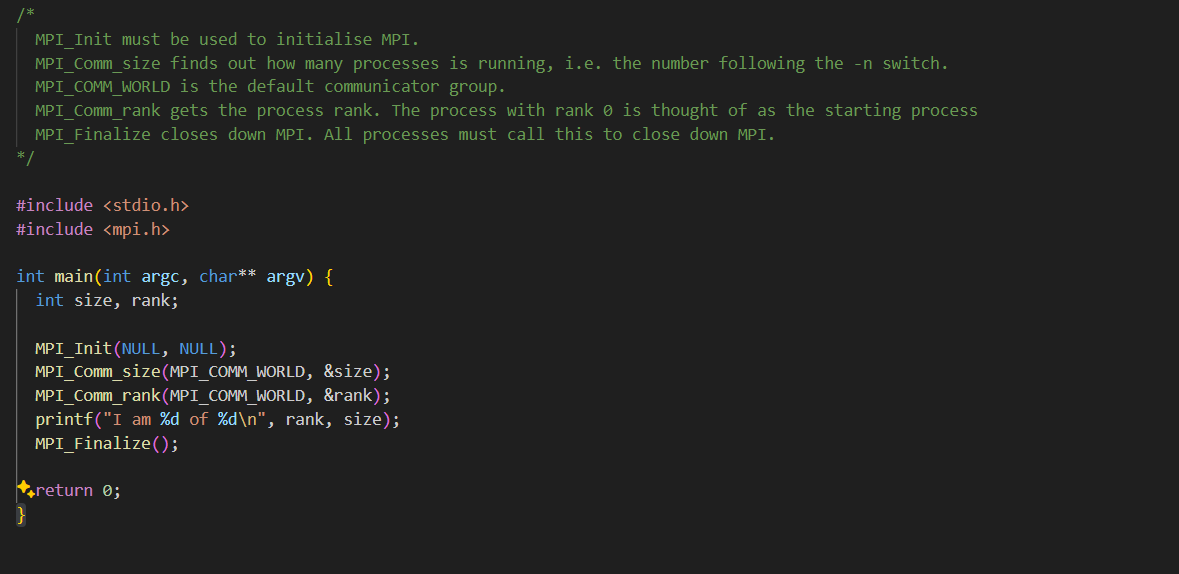 /*
  MPI_Init must be used to initialise MPI.
  MPI_Comm_size finds out how many processes is running, i.e. the number following the -n switch.
  MPI_COMM_WORLD is the default communicator group.
  MPI_Comm_rank gets the process rank. The process with rank 0 is thought of as the starting process
  MPI_Finalize closes down MPI. All processes must call this to close down MPI.
*/

#include <stdio.h>
#include <mpi.h>

int main(int argc, char** argv) {
  int size, rank;

  MPI_Init(NULL, NULL);
  MPI_Comm_size(MPI_COMM_WORLD, &size);
  MPI_Comm_rank(MPI_COMM_WORLD, &rank);
  printf("I am %d of %d\n", rank, size);
  MPI_Finalize();

  return 0;
}